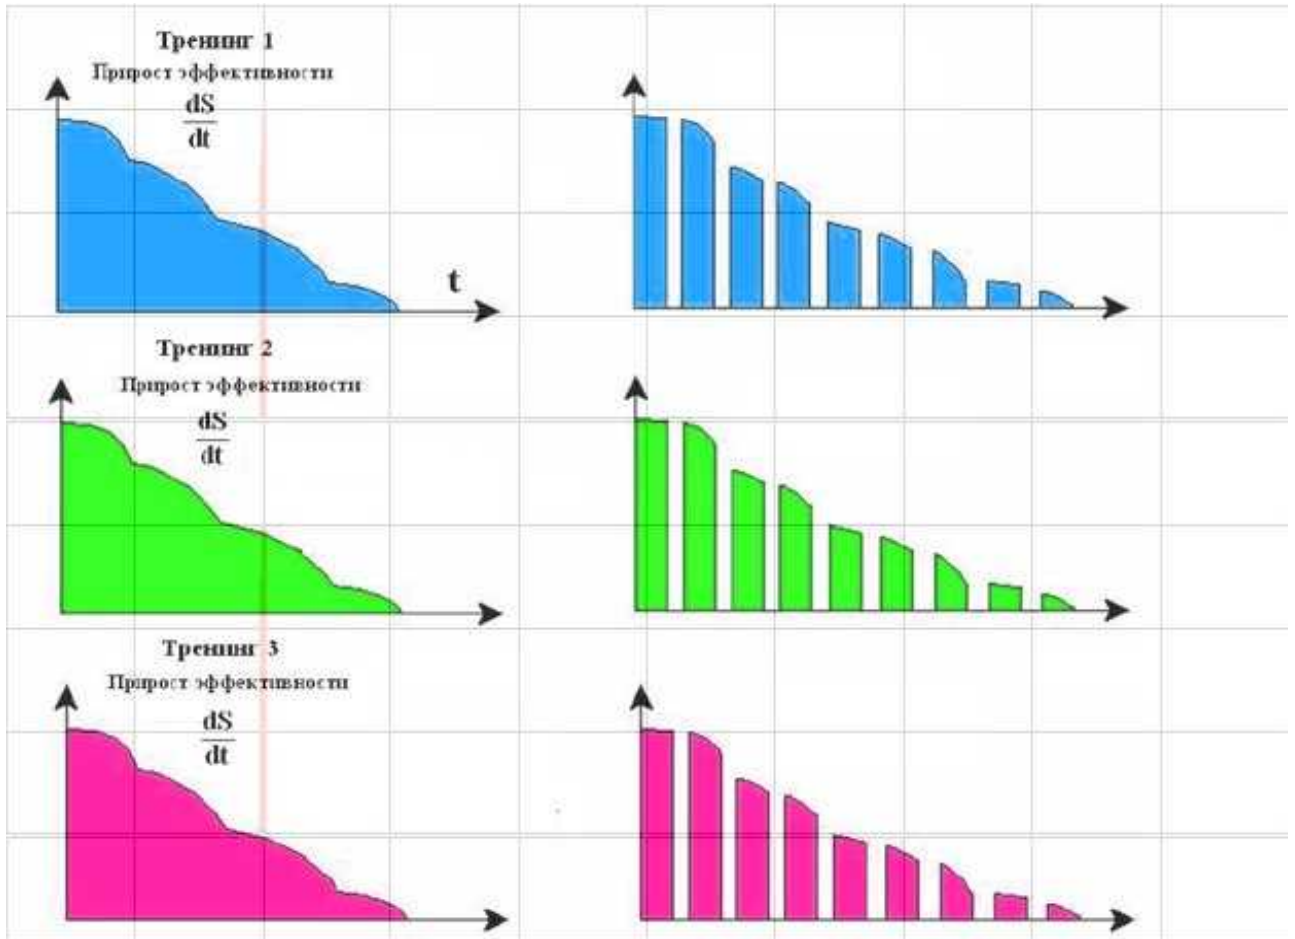 Тренинг 1
Прирост эффективности
dS
dt
t
Тренинг 2
Прирост эффективности
dS
dt
Тренинг 3
Прирост эффективности
dS
dt